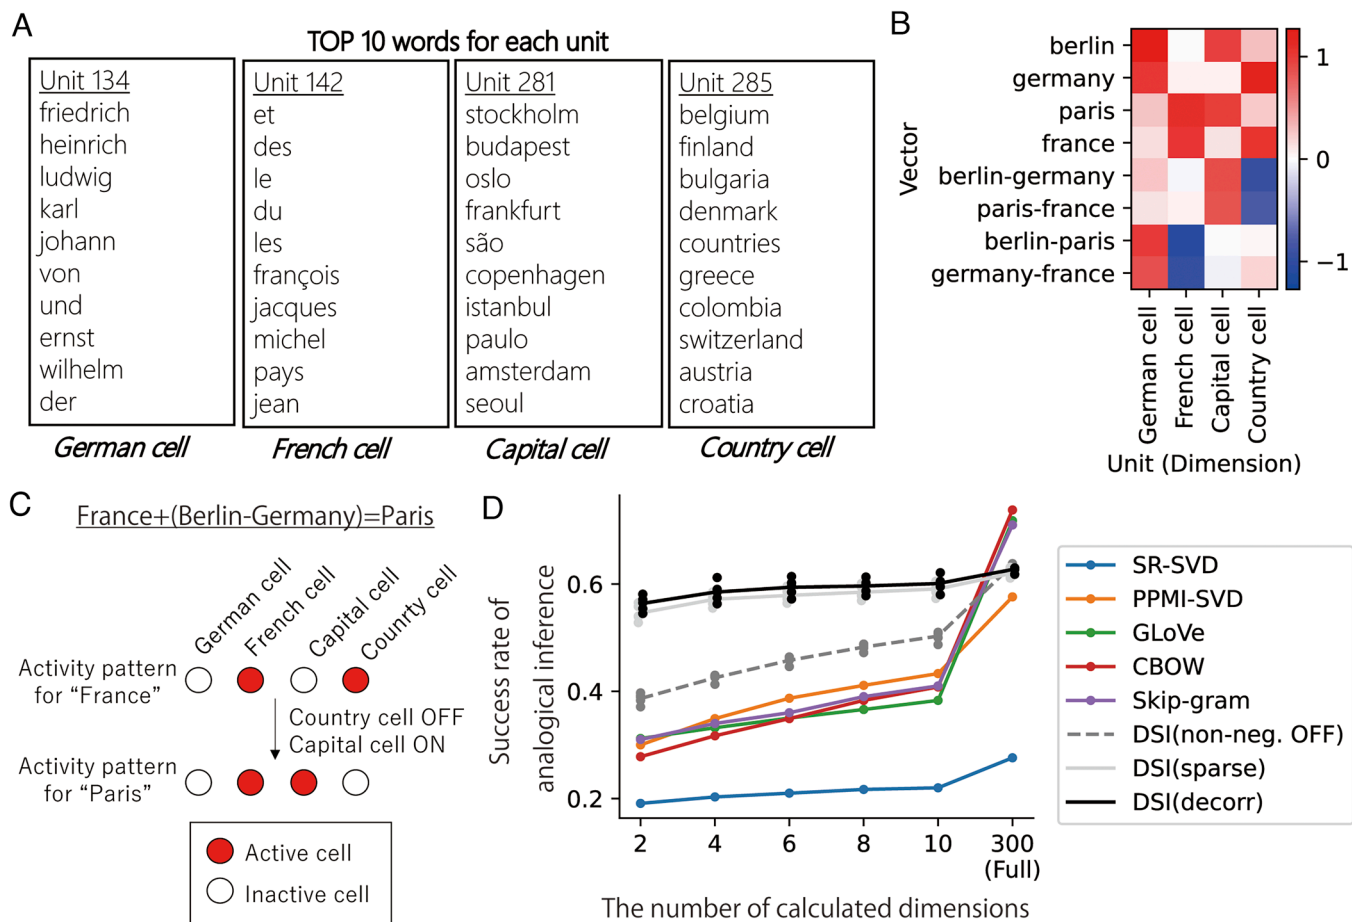 A
TOP 10 words for each unit
Unit 134
friedrich
heinrich
ludwig
karl
johann
von
und
ernst
wilhelm
der
German cell
Unit 142
et
des
le
du
les
françois
jacques
michel
pays
jean
French cell
Unit 281
stockholm
budapest
oslo
frankfurt
são
copenhagen
istanbul
paulo
amsterdam
seoul
Capital cell
Unit 285
belgium
finland
bulgaria
denmark
countries
greece
colombia
switzerland
austria
croatia
Country cell
B
Vector
berlin
germany
paris
france
berlin-germany
paris-france
berlin-paris
germany-france
1
0
−1
German cell
French cell
Capital cell
Country cell
Unit (Dimension)
C
France+(Berlin-Germany)=Paris
German cell
French cell
Capital cell
Counrty cell
Activity pattern
for “France”
Country cell OFF
Capital cell ON
Activity pattern
for “Paris”
Active cell
Inactive cell
D
Success rate of
analogical inference
0.6
0.4
0.2
2
4
6
8
10
300
(Full)
The number of calculated dimensions
SR-SVD
PPMI-SVD
GLoVe
CBOW
Skip-gram
DSI(non-neg. OFF)
DSI(sparse)
DSI(decorr)